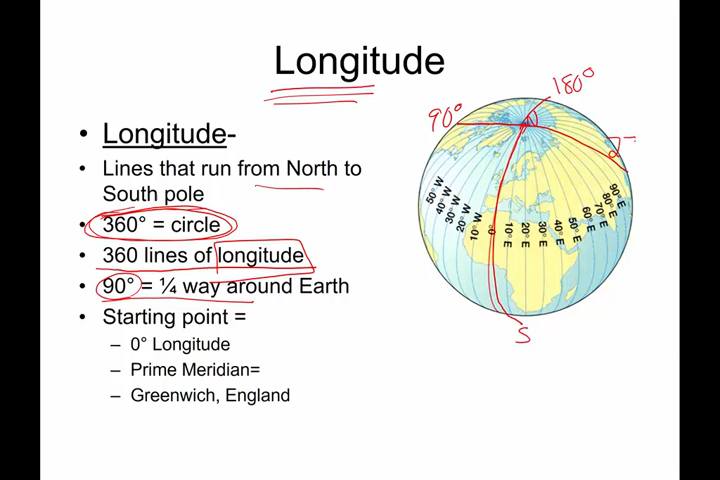 Longitude
180°
90°
• Longitude-
• Lines that run from North to
South pole
• 360° = circle
• 360 lines of longitude
• 90° = ¼ way around Earth
• Starting point =
– 0° Longitude
– Prime Meridian=
– Greenwich, England
50° W
40° W
30° W
20° W
10° W
0°
10° E
20° E
30° E
40° E
50° E
60° E
70° E
80° E
90° E
S